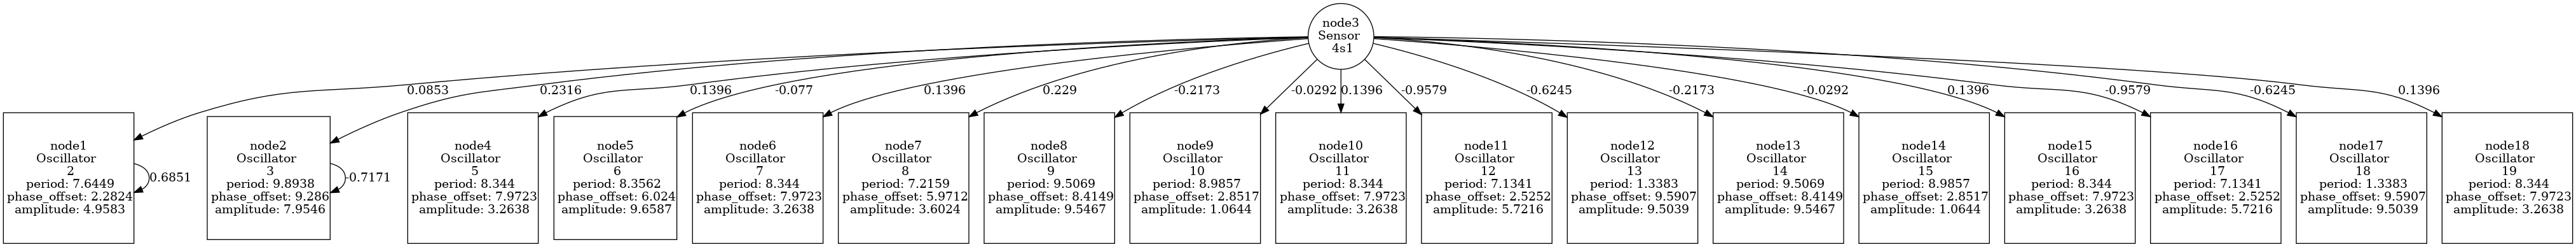 node3
Sensor
4s1
0.0853
0.2316
0.1396
-0.077
0.1396
0.229
-0.2173
-0.0292
0.1396
-0.9579
-0.6245
-0.2173
-0.0292
0.1396
-0.9579
-0.6245
0.1396
node1
Oscillator
2
period: 7.6449
phase_offset: 2.2824
amplitude: 4.9583
0.6851
node2
Oscillator
3
period: 9.8938
phase_offset: 9.286
amplitude: 7.9546
-0.7171
node4
Oscillator
5
period: 8.344
phase_offset: 7.9723
amplitude: 3.2638
node5
Oscillator
6
period: 8.3562
phase_offset: 6.024
amplitude: 9.6587
node6
Oscillator
7
period: 8.344
phase_offset: 7.9723
amplitude: 3.2638
node7
Oscillator
8
period: 7.2159
phase_offset: 5.9712
amplitude: 3.6024
node8
Oscillator
9
period: 9.5069
phase_offset: 8.4149
amplitude: 9.5467
node9
Oscillator
10
period: 8.9857
phase_offset: 2.8517
amplitude: 1.0644
node10
Oscillator
11
period: 8.344
phase_offset: 7.9723
amplitude: 3.2638
node11
Oscillator
12
period: 7.1341
phase_offset: 2.5252
amplitude: 5.7216
node12
Oscillator
13
period: 1.3383
phase_offset: 9.5907
amplitude: 9.5039
node13
Oscillator
14
period: 9.5069
phase_offset: 8.4149
amplitude: 9.5467
node14
Oscillator
15
period: 8.9857
phase_offset: 2.8517
amplitude: 1.0644
node15
Oscillator
16
period: 8.344
phase_offset: 7.9723
amplitude: 3.2638
node16
Oscillator
17
period: 7.1341
phase_offset: 2.5252
amplitude: 5.7216
node17
Oscillator
18
period: 1.3383
phase_offset: 9.5907
amplitude: 9.5039
node18
Oscillator
19
period: 8.344
phase_offset: 7.9723
amplitude: 3.2638